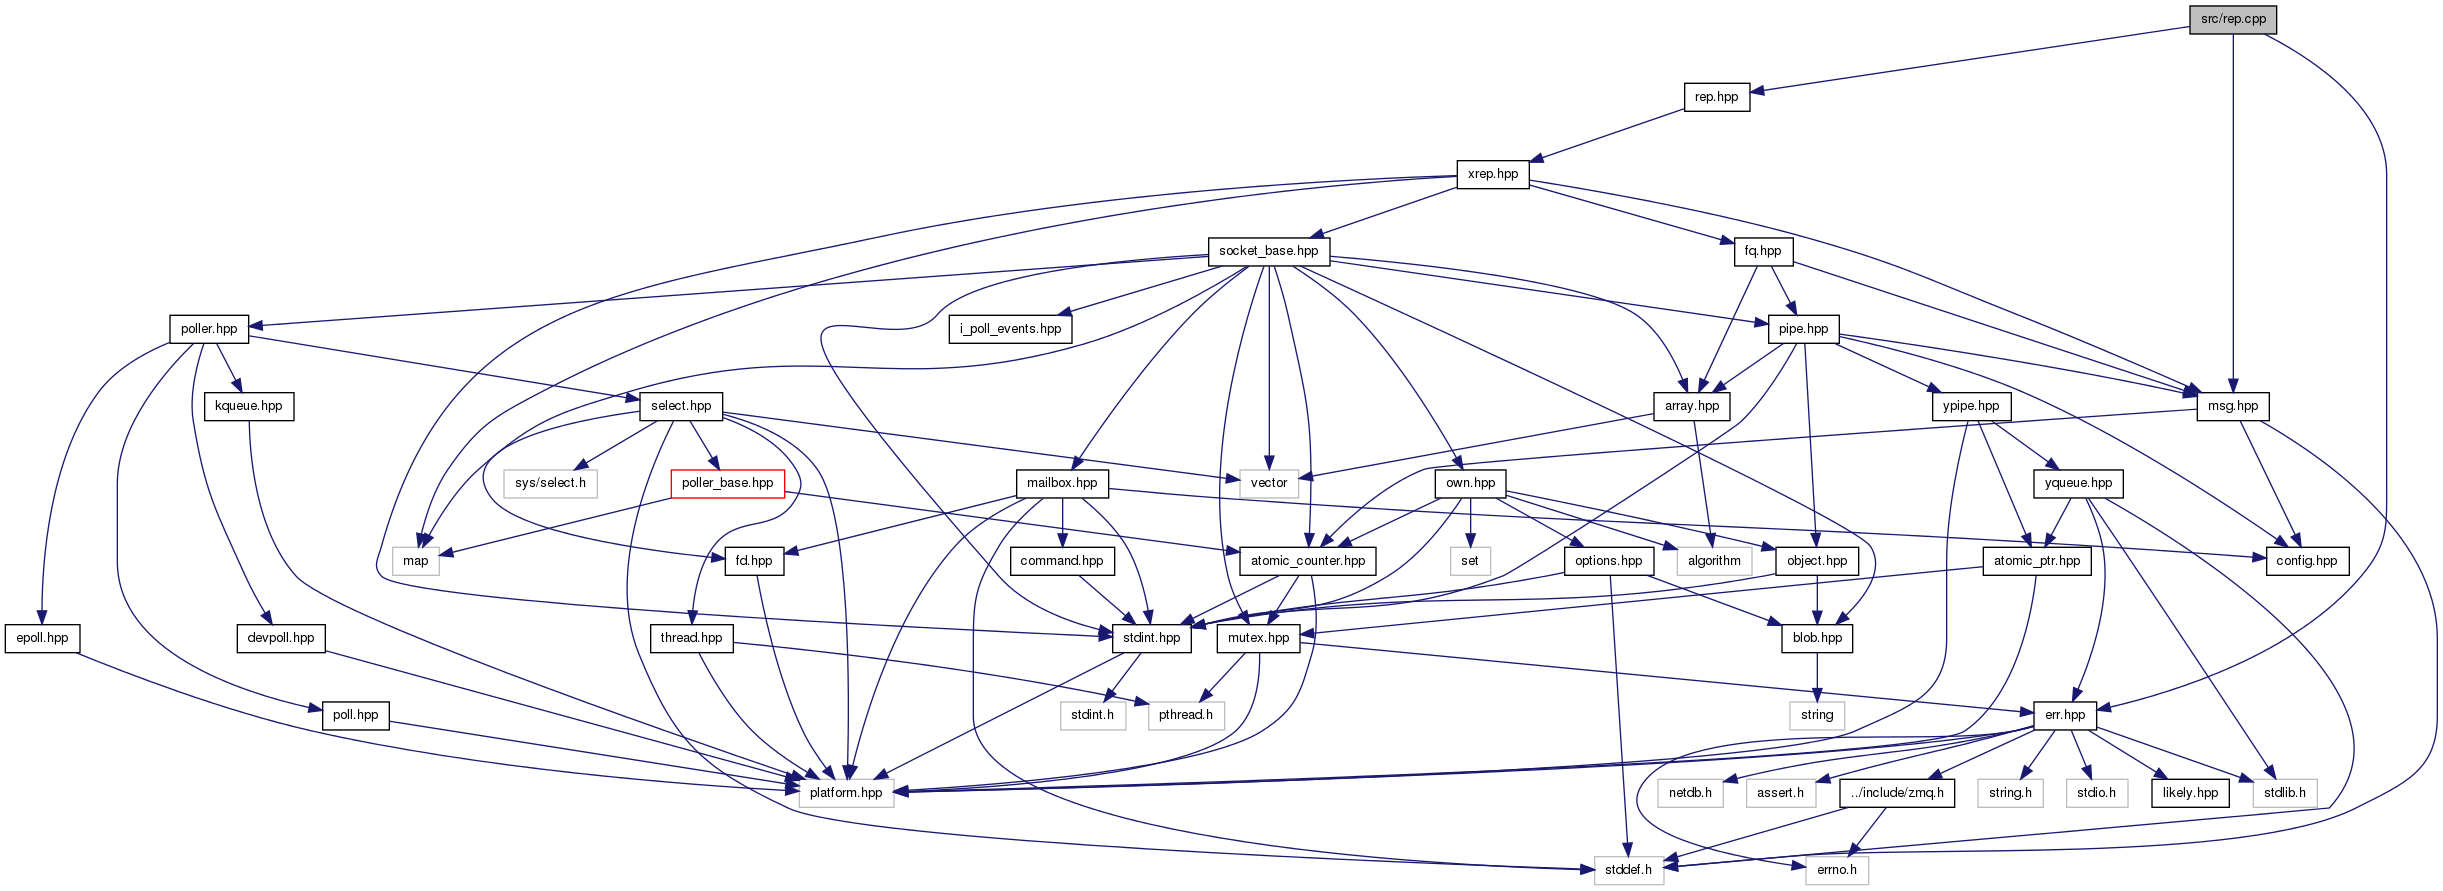 src/rep.cpp
rep.hpp
xrep.hpp
socket_base.hpp
fq.hpp
poller.hpp
i_poll_events.hpp
pipe.hpp
kqueue.hpp
select.hpp
array.hpp
ypipe.hpp
msg.hpp
sys/select.h
poller_base.hpp
mailbox.hpp
vector
own.hpp
yqueue.hpp
map
fd.hpp
command.hpp
atomic_counter.hpp
set
options.hpp
algorithm
object.hpp
atomic_ptr.hpp
config.hpp
epoll.hpp
devpoll.hpp
thread.hpp
stdint.hpp
mutex.hpp
blob.hpp
poll.hpp
stdint.h
pthread.h
string
err.hpp
platform.hpp
netdb.h
assert.h
../include/zmq.h
string.h
stdio.h
likely.hpp
stdlib.h
stddef.h
errno.h